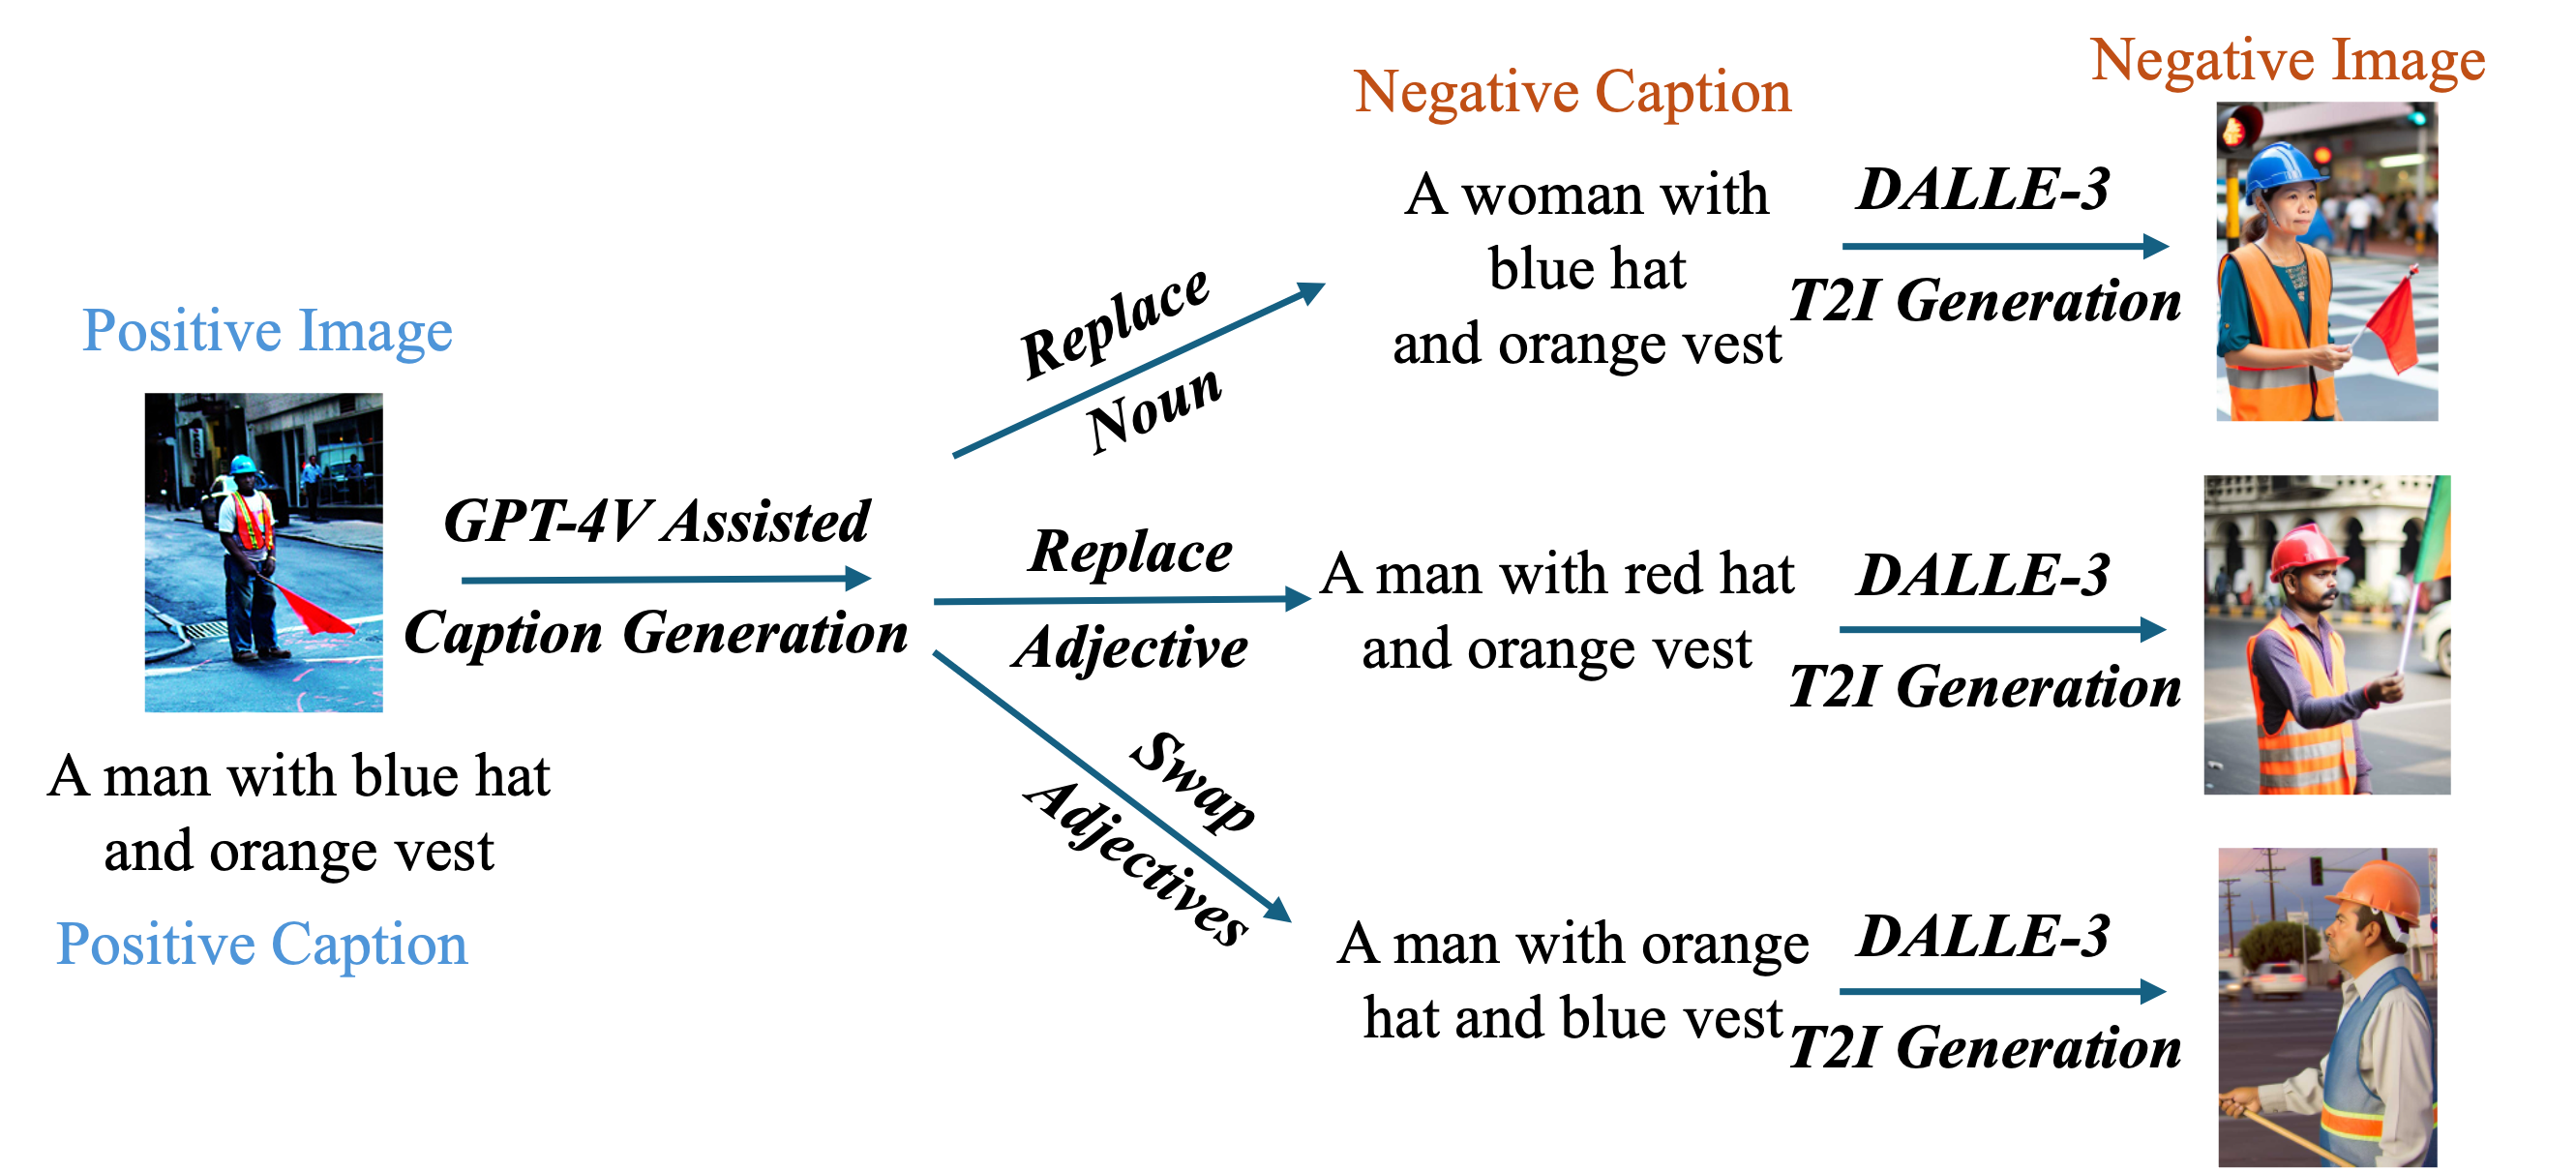 Positive Image
A man with blue hat
and orange vest
Positive Caption
GPT-4V Assisted
Caption Generation
Replace
Noun
Replace
Adjective
Swap
Adjectives
Negative Caption
A woman with
blue hat
and orange vest
A man with red hat
and orange vest
A man with orange
hat and blue vest
DALLE-3
T2I Generation
DALLE-3
T2I Generation
DALLE-3
T2I Generation
Negative Image